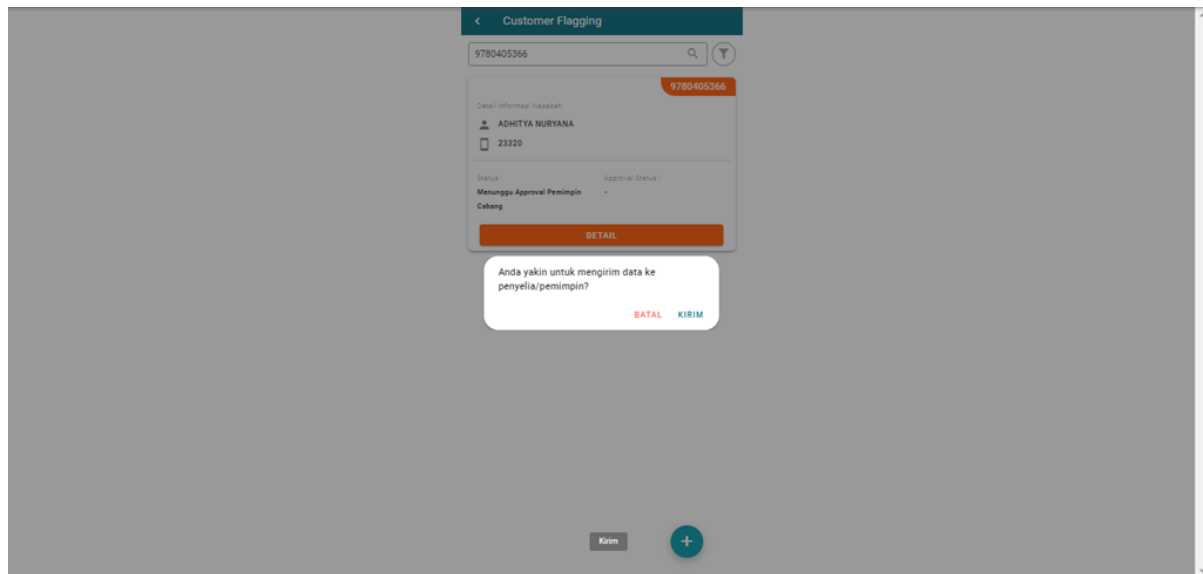 Customer Flagging
9780405366
9780405366
Detail Informasi Nasabah
ADHITYA NURYANA
23320
Status :
Approval Status :
Menunggu Approval Pemimpin
Cabang
-
DETAIL
Anda yakin untuk mengirim data ke
penyelia/pemimpin?
BATAL KIRIM
Kirim